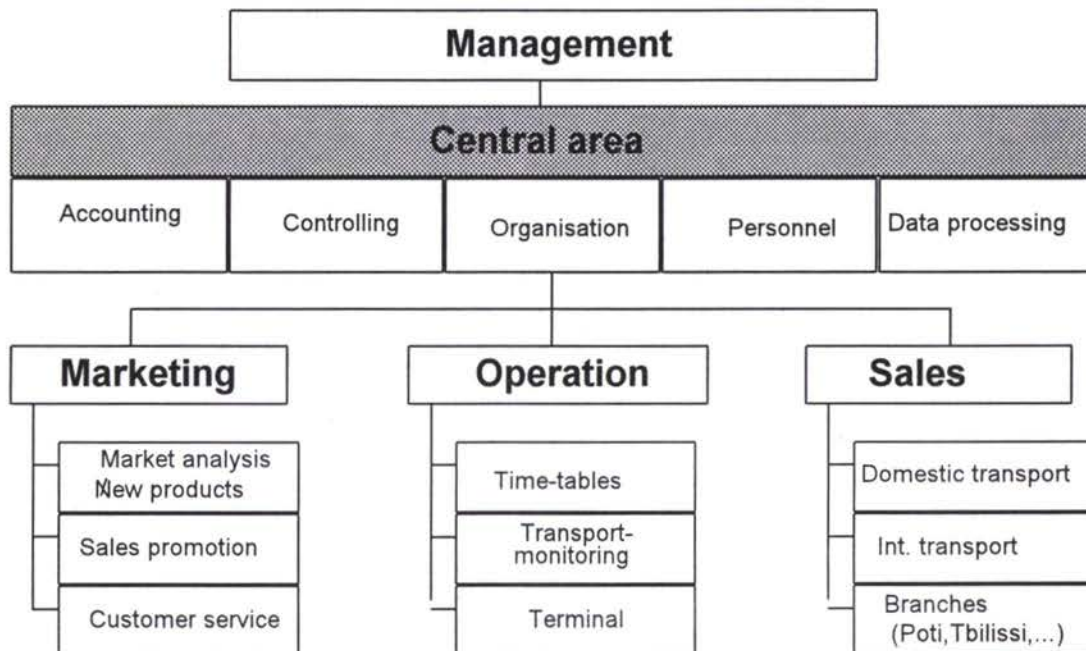 Management
Central area
Accounting
Controlling
Organisation
Personnel
Data processing
Marketing
Operation
Sales
Market analysis
New products
Sales promotion
Customer service
Time-tables
Transport-
monitoring
Terminal
Domestic transport
Int. transport
Branches
(Poti,Tbilissi,...)